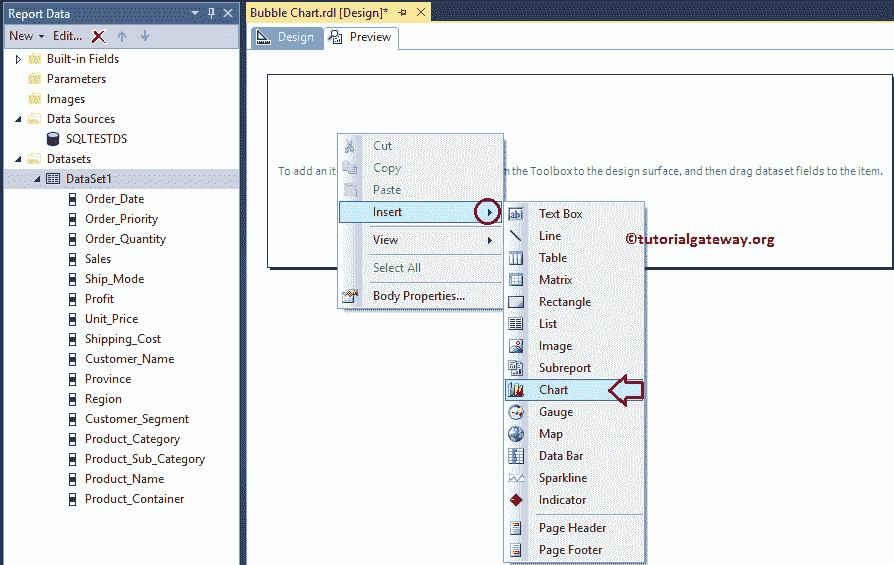 Report Data
New Edit...
Built-in Fields
Parameters
Images
Data Sources
SQLTESTDS
Datasets
DataSet1
Order_Date
Order_Priority
Order_Quantity
Sales
Ship_Mode
Profit
Unit_Price
Shipping_Cost
Customer_Name
Province
Region
Customer_Segment
Product_Category
Product_Sub_Category
Product_Name
Product_Container
Bubble Chart.rdl [Design]*
Design Preview
To add an it
n the Toolbox to the design surface, and then drag dataset fields to the item.
Cut
Copy
Paste
Insert
View
Select All
Body Properties...
Text Box
Line
Table
Matrix
Rectangle
List
Image
Subreport
Chart
Gauge
Map
Data Bar
Sparkline
Indicator
Page Header
Page Footer
©tutorialgateway.org